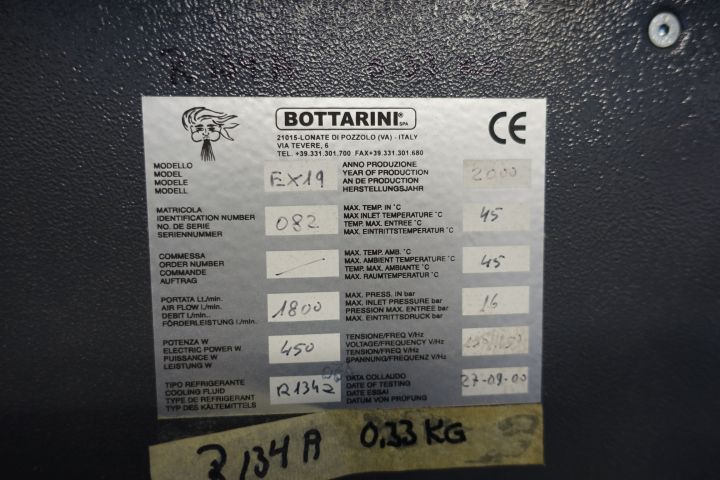 BOTTARINI® SPA
21015-LONATE DI POZZOLO (VA) - ITALY
VIA TEVERE, 6
TEL. +39.331.301.700 FAX+39.331.301.680
CE
MODELLO
MODEL
MODELE
MODELL
EX19
ANNO PRODUZIONE
YEAR OF PRODUCTION
AN DE PRODUCTION
HERSTELLUNGSJAHR
2000
MATRICOLA
IDENTIFICATION NUMBER
NO. DE SERIE
SERIENNUMMER
082
MAX. TEMP. IN °C
MAX INLET TEMPERATURE °C
TEMP. MAX. ENTREE °C
MAX. EINTRITTSTEMPERATUR °C
45
COMMESSA
ORDER NUMBER
COMMANDE
AUFTRAG
MAX. TEMP. AMB. °C
MAX. AMBIENT TEMPERATURE °C
TEMP. MAX. AMBIANTE °C
MAX. RAUMTEMPERATUR °C
45
PORTATA Lt./min.
AIR FLOW l./min.
DEBIT L./min..
FÖRDERLEISTUNG l./min.
1800
MAX. PRESS. IN bar
MAX. INLET PRESSURE bar
PRESSION MAX. ENTREE bar
MAX. EINTRITTSDRUCK bar
16
POTENZA W
ELECTRIC POWER W
PUISSANCE W
LEISTUNG W
450
TENSIONE/FREQ V/Hz
VOLTAGE/FREQUENCY V/Hz
TENSION/FREQ V/Hz
SPANNUNG/FREQUENZ V/Hz
TIPO REFRIGERANTE
COOLING FLUID
TYPE DE REFRIGERANT
TYP DES KÄLTEMITTELS
R134a
DATA COLLAUDO
DATE OF TESTING
DATE ESSAI
DATUM VON PRÜFUNG
27-09-00
R 134 A 0.33 KG